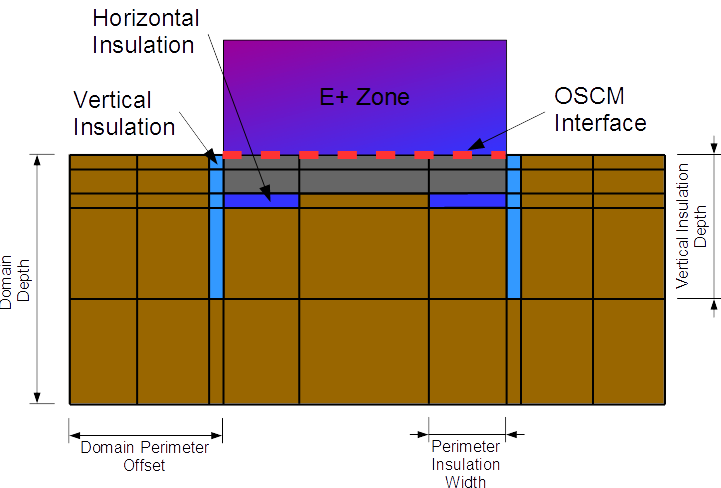 Horizontal
Insulation
E+ Zone
Vertical
Insulation
OSCM
Interface
Domain
Depth
Vertical Insulation
Depth
Domain Perimeter
Offset
Perimeter
Insulation
Width